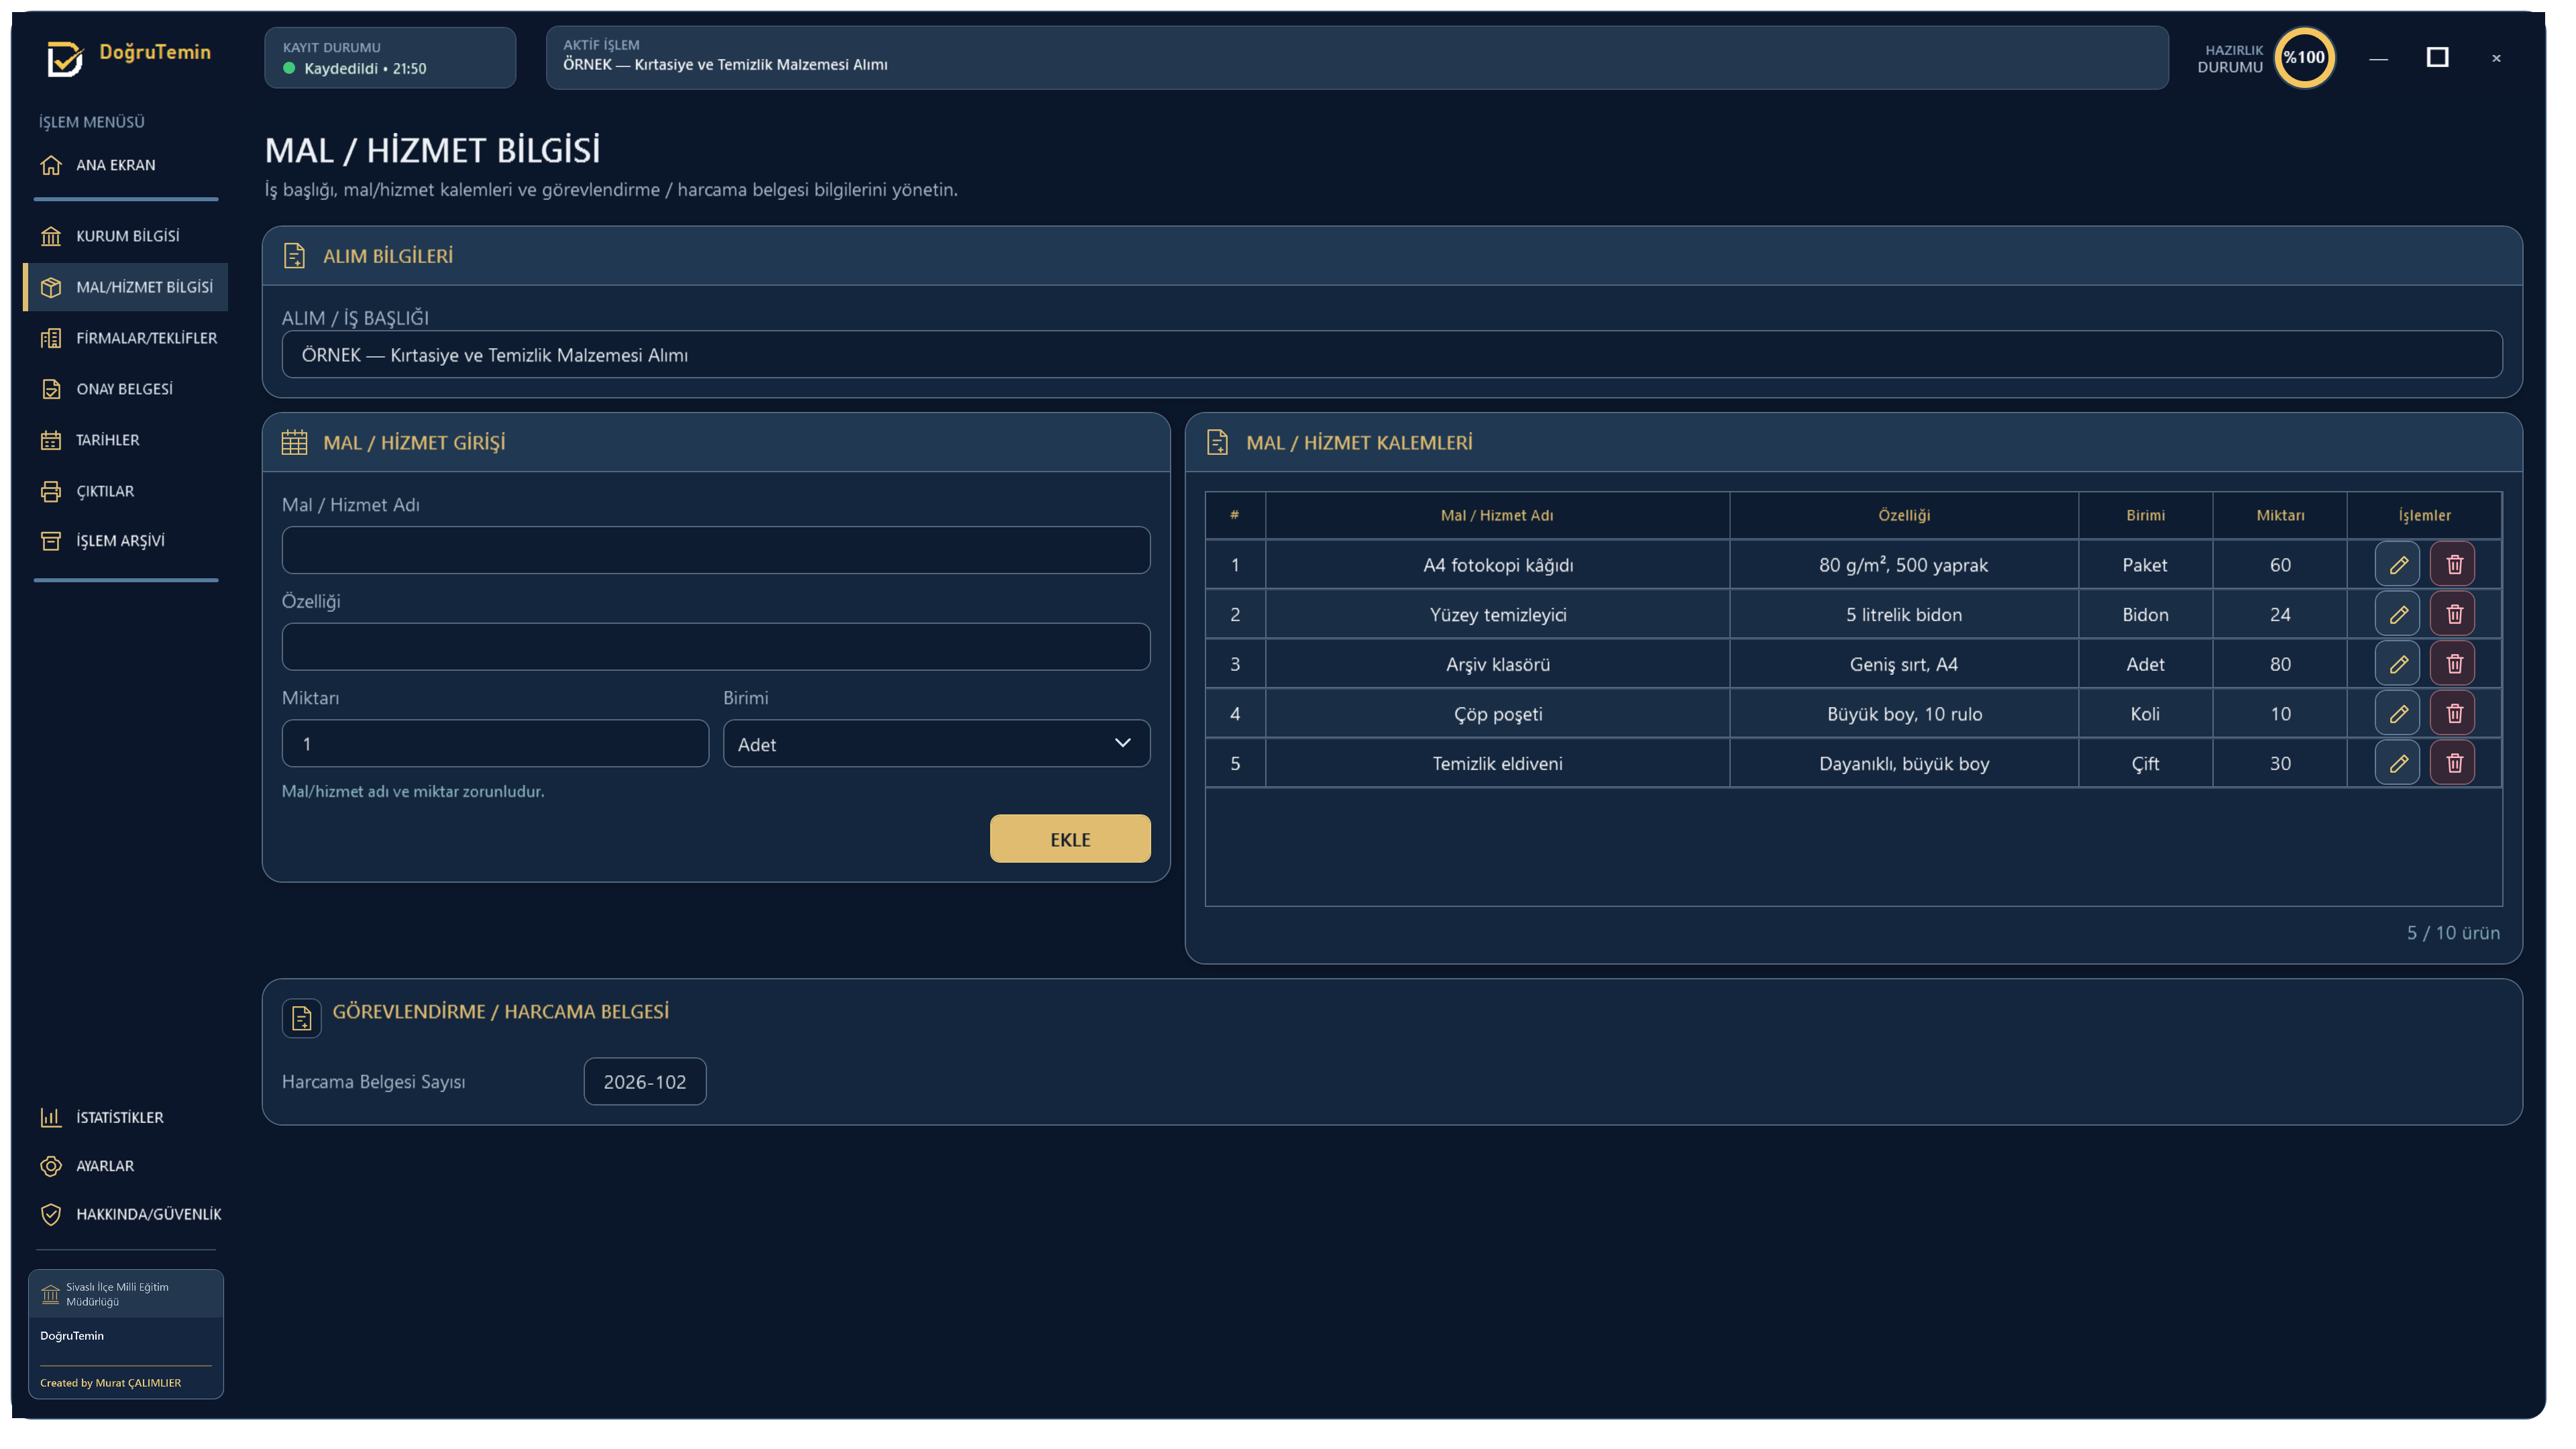 DoğruTemin
KAYIT DURUMU
Kaydedildi • 21:50
AKTİF İŞLEM
ÖRNEK — Kırtasiye ve Temizlik Malzemesi Alımı
HAZIRLIK
DURUMU
%100
İŞLEM MENÜSÜ
ANA EKRAN
KURUM BİLGİSİ
MAL/HİZMET BİLGİSİ
FİRMALAR/TEKLİFLER
ONAY BELGESİ
TARİHLER
ÇIKTILAR
İŞLEM ARŞİVİ
İSTATİSTİKLER
AYARLAR
HAKKINDA/GÜVENLİK
Sivaslı İlçe Milli Eğitim
Müdürlüğü
DoğruTemin
Created by Murat ÇALIMLIER
MAL / HİZMET BİLGİSİ
İş başlığı, mal/hizmet kalemleri ve görevlendirme / harcama belgesi bilgilerini yönetin.
ALIM BİLGİLERİ
ALIM / İŞ BAŞLIĞI
ÖRNEK — Kırtasiye ve Temizlik Malzemesi Alımı
MAL / HİZMET GİRİŞİ
Mal / Hizmet Adı
Özelliği
Miktarı Birimi
1 Adet
Mal/hizmet adı ve miktar zorunludur.
EKLE
MAL / HİZMET KALEMLERİ
# Mal / Hizmet Adı Özelliği Birimi Miktarı İşlemler
1 A4 fotokopi kâğıdı 80 g/m², 500 yaprak Paket 60
2 Yüzey temizleyici 5 litrelik bidon Bidon 24
3 Arşiv klasörü Geniş sırt, A4 Adet 80
4 Çöp poşeti Büyük boy, 10 rulo Koli 10
5 Temizlik eldiveni Dayanıklı, büyük boy Çift 30
5 / 10 ürün
GÖREVLENDİRME / HARCAMA BELGESİ
Harcama Belgesi Sayısı 2026-102